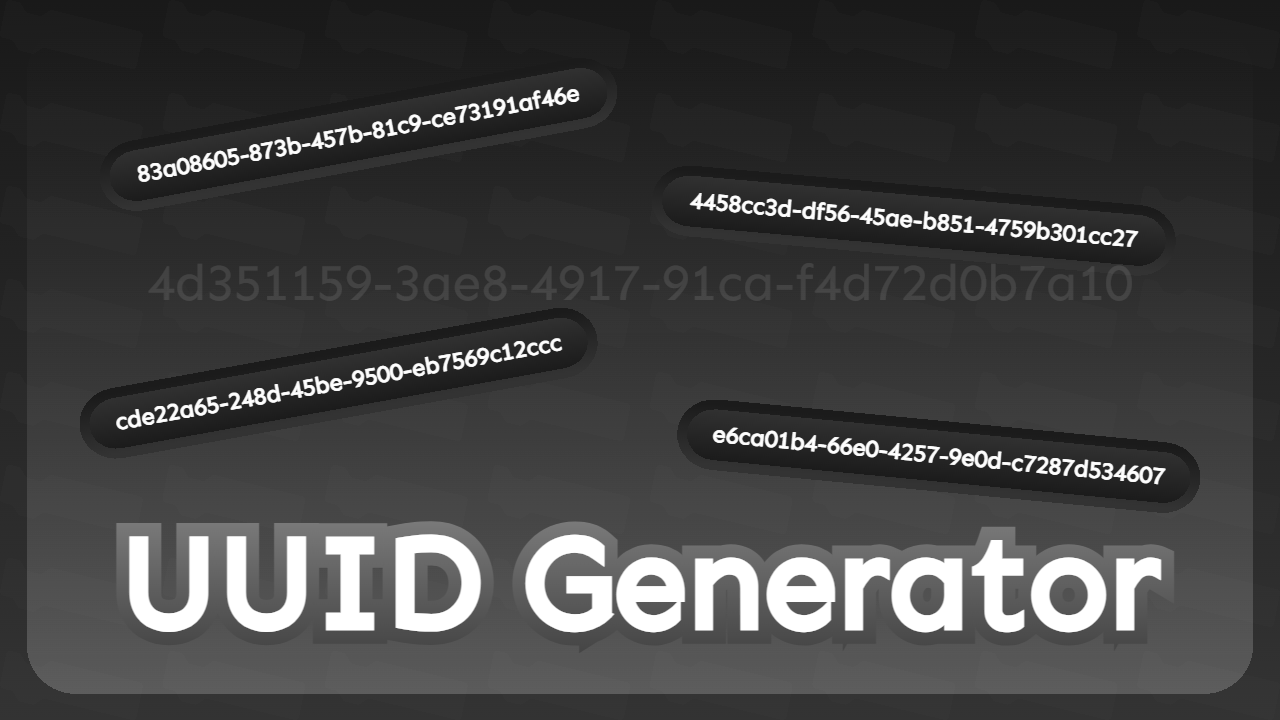 83a08605-873b-457b-81c9-ce73191af46e
4458cc3d-df56-45ae-b851-4759b301cc27
4d351159-3ae8-4917-91ca-f4d72d0b7a10
cde22a65-248d-45be-9500-eb7569c12ccc
e6ca01b4-66e0-4257-9e0d-c7287d534607
UUID Generator